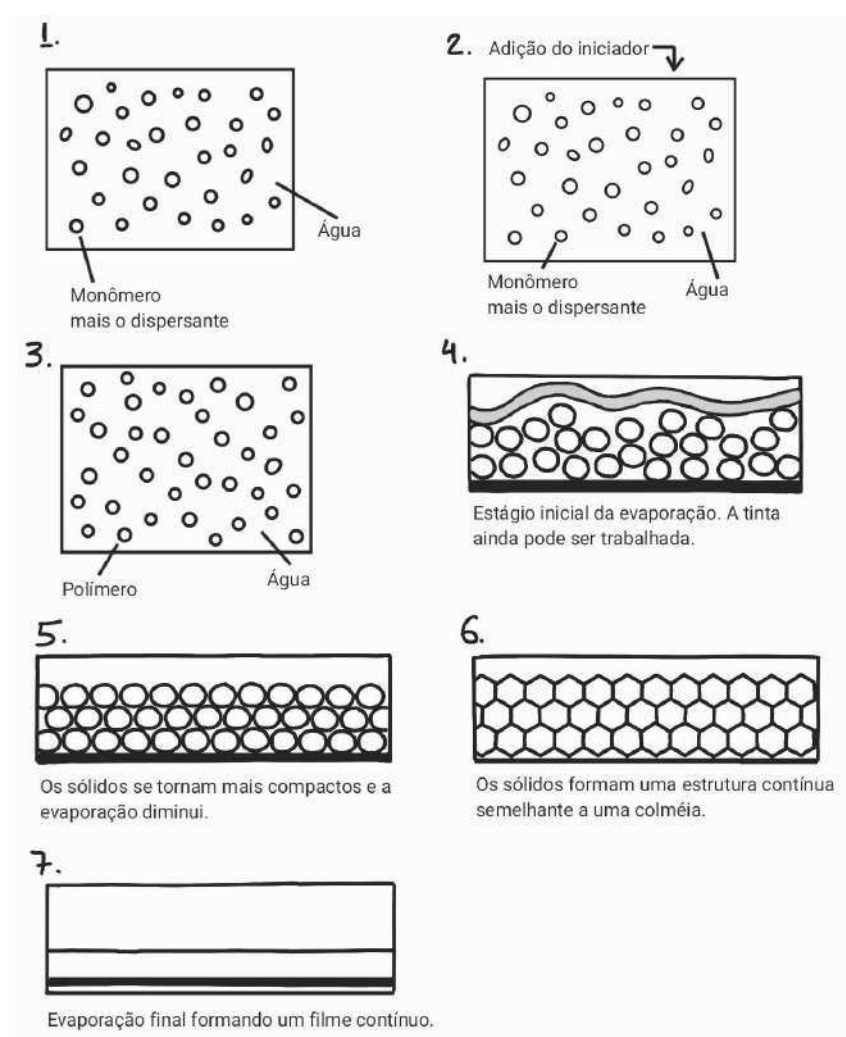 1.
Água
Monômero
mais o dispersante
2. Adição do iniciador
Monômero
mais o dispersante
Água
3.
Polímero
Água
4.
Estágio inicial da evaporação. A tinta
ainda pode ser trabalhada.
5.
Os sólidos se tornam mais compactos e a
evaporação diminui.
6.
Os sólidos formam uma estrutura contínua
semelhante a uma colméia.
7.
Evaporação final formando um filme contínuo.